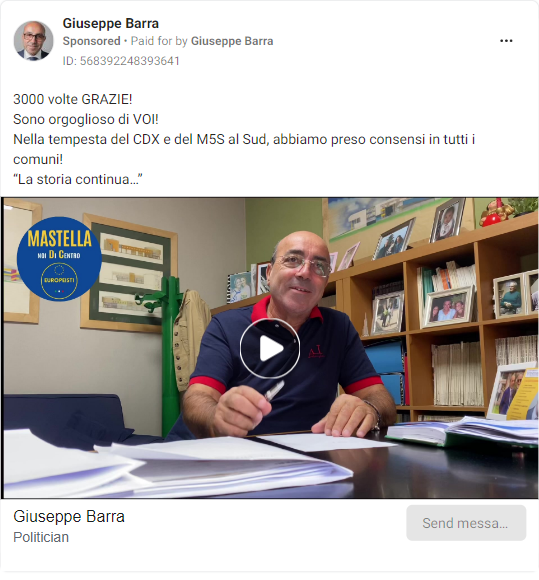 Giuseppe Barra
Sponsored • Paid for by Giuseppe Barra
ID: 568392248393641
3000 volte GRAZIE!
Sono orgoglioso di VOI!
Nella tempesta del CDX e del M5S al Sud, abbiamo preso consensi in tutti i
comuni!
“La storia continua…”
MASTELLA
NOI DI CENTRO
EUROPEISTI
Giuseppe Barra
Politician
Send messa...